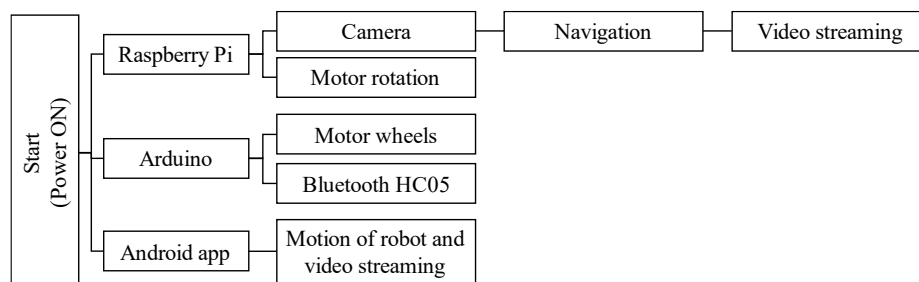 Start
(Power ON)
Raspberry Pi
Camera
Navigation
Video streaming
Motor rotation
Arduino
Motor wheels
Bluetooth HC05
Android app
Motion of robot and
video streaming